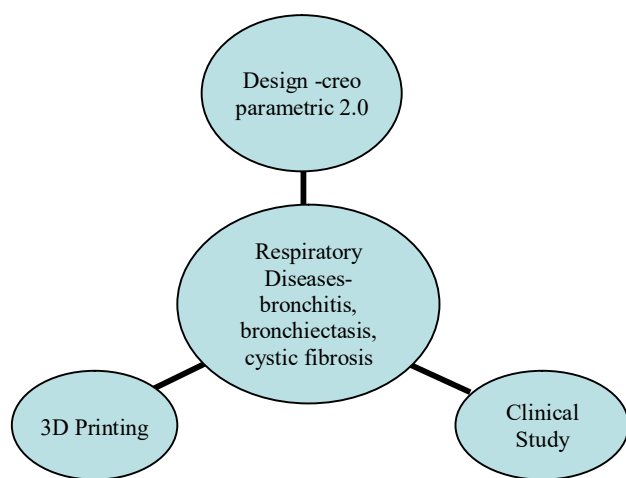 Design -creo
parametric 2.0
Respiratory
Diseases-
bronchitis,
bronchiectasis,
cystic fibrosis
3D Printing
Clinical
Study